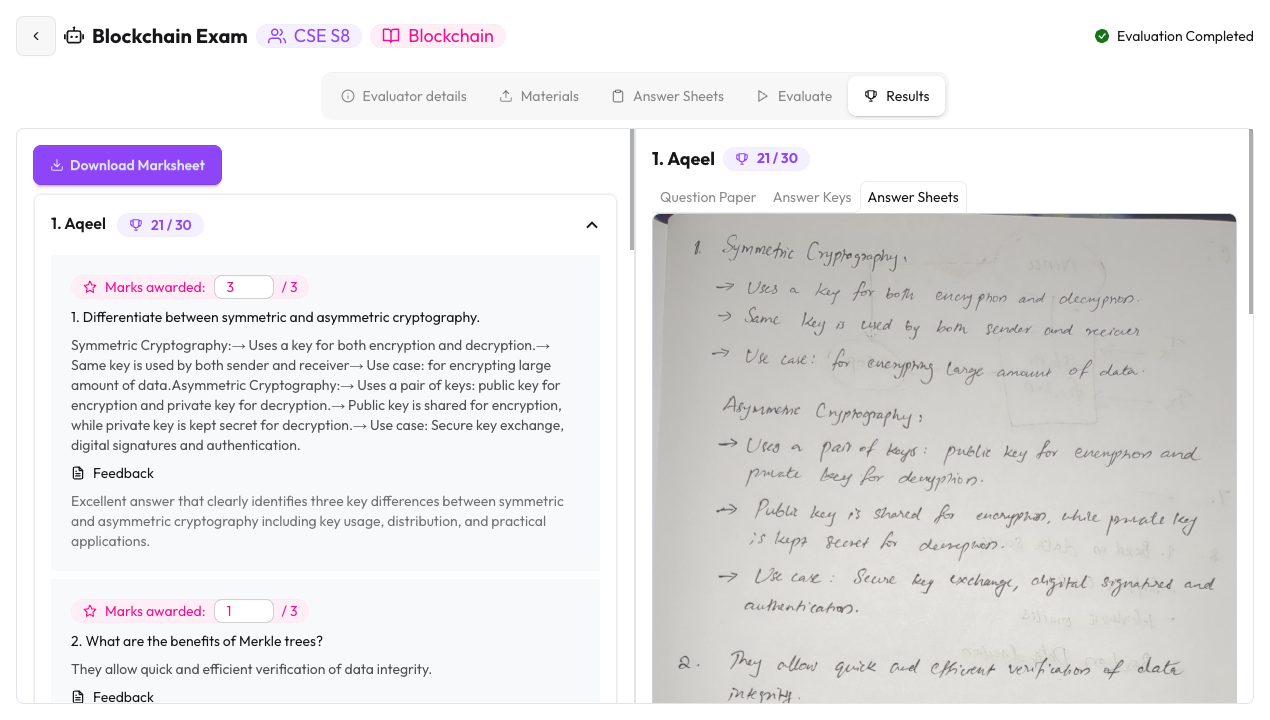 Blockchain Exam CSE S8 Blockchain
Evaluation Completed
Evaluator details Materials Answer Sheets Evaluate Results
Download Marksheet
1. Aqeel 21 / 30
Marks awarded: 3 / 3
1. Differentiate between symmetric and asymmetric cryptography.
Symmetric Cryptography:→ Uses a key for both encryption and decryption.→
Same key is used by both sender and receiver→ Use case: for encrypting large
amount of data.Asymmetric Cryptography:→ Uses a pair of keys: public key for
encryption and private key for decryption.→ Public key is shared for encryption,
while private key is kept secret for decryption.→ Use case: Secure key exchange,
digital signatures and authentication.
Feedback
Excellent answer that clearly identifies three key differences between symmetric
and asymmetric cryptography including key usage, distribution, and practical
applications.
Marks awarded: 1 / 3
2. What are the benefits of Merkle trees?
They allow quick and efficient verification of data integrity.
Feedback
1. Aqeel 21 / 30
Question Paper Answer Keys Answer Sheets
1. Symmetric Cryptography:
→ Uses a key for both encryption and decryption.
→ Same key is used by both sender and reciever
→ Use case: for encrypting large amount of data.
Asymmetric Cryptography:
→ Uses a pair of keys: public key for encryption and
private key for decryption.
→ Public key is shared for encryption, while private key
is kept secret for decryption.
→ Use case: Secure key exchange, digital signatures and
authentication.
2. They allow quick and efficient verification of data
integrity.